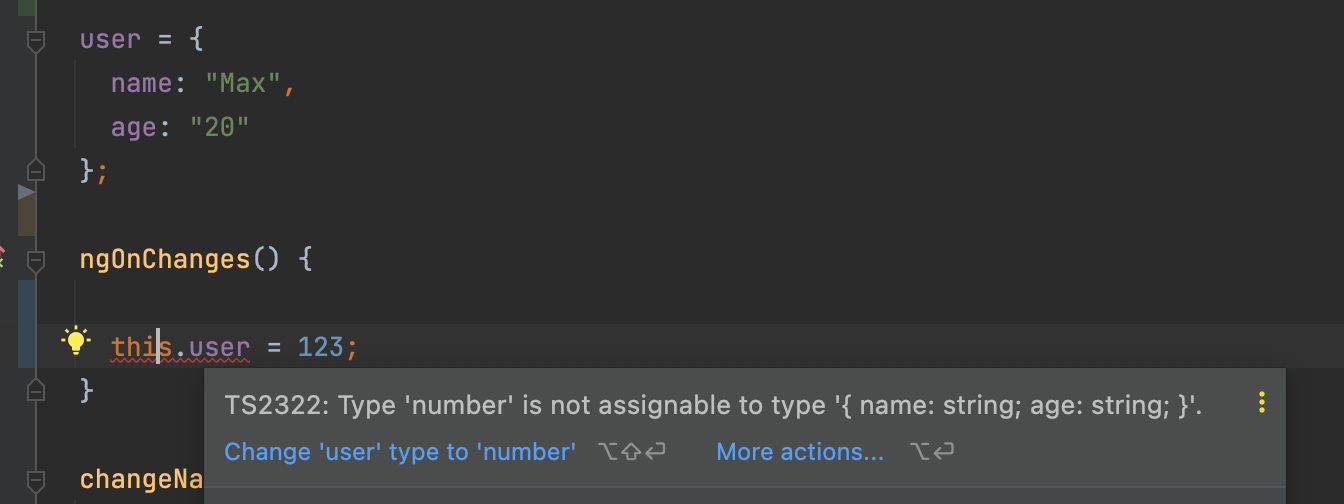 user = {
name: "Max",
age: "20"
};
ngOnChanges() {
this.user = 123;
}
TS2322: Type 'number' is not assignable to type '{ name: string; age: string; }'.
Change 'user' type to 'number' ⌥⇧⏎ More actions... ⌥⏎
changeNa